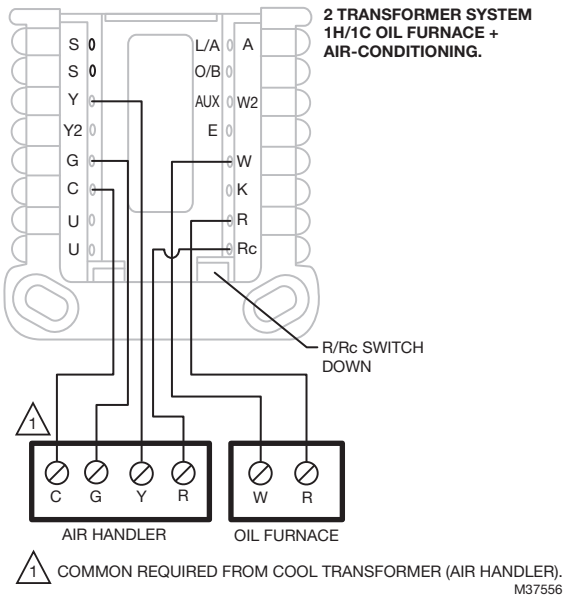 2 TRANSFORMER SYSTEM
1H/1C OIL FURNACE +
AIR-CONDITIONING.
S L/A A
S O/B
Y AUX W2
Y2 E
G W
C K
U R
U Rc
R/Rc SWITCH
DOWN
1
C G Y R W R
AIR HANDLER OIL FURNACE
1 COMMON REQUIRED FROM COOL TRANSFORMER (AIR HANDLER).
M37556